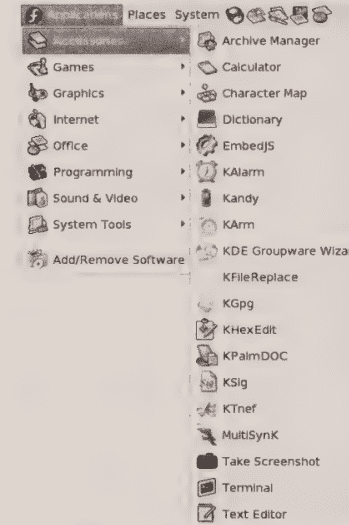 Applications Places System
Accessories
Games
Graphics
Internet
Office
Programming
Sound & Video
System Tools
Add/Remove Software
Archive Manager
Calculator
Character Map
Dictionary
EmbedJS
KAlarm
Kandy
KArm
KDE Groupware Wiza
KFileReplace
KGpg
KHexEdit
KPalmDOC
KSig
KTnef
MultiSynK
Take Screenshot
Terminal
Text Editor